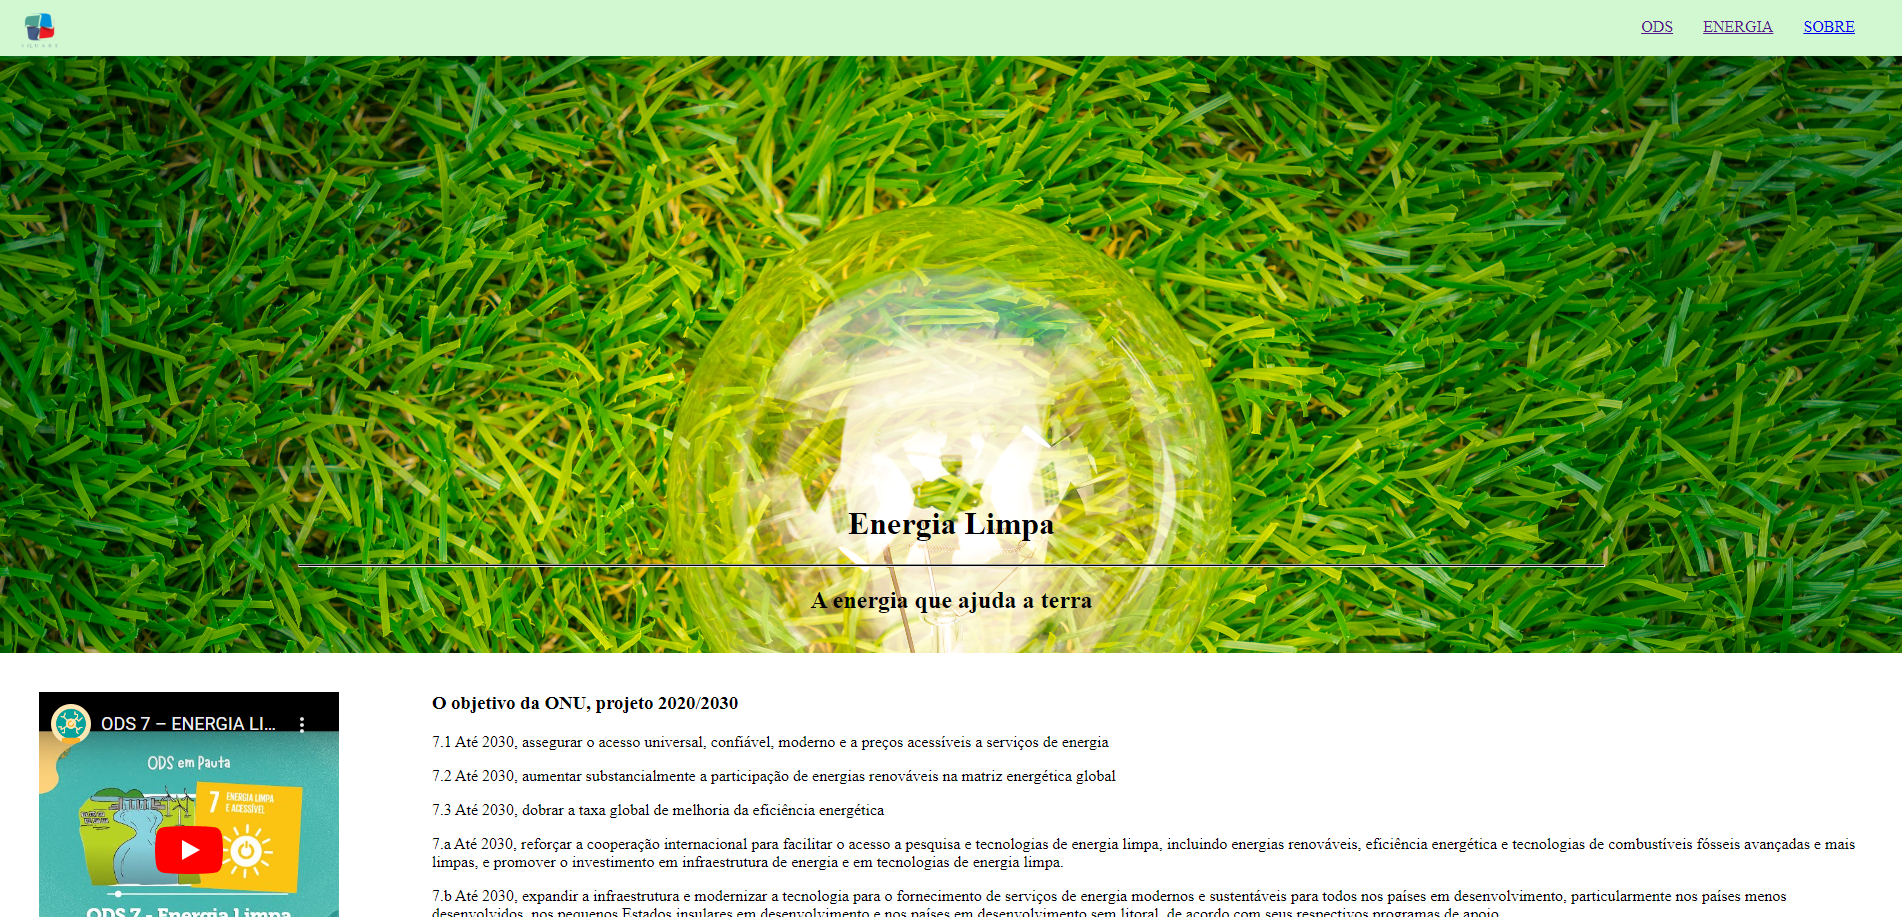 ODS ENERGIA SOBRE
Energia Limpa
A energia que ajuda a terra
ODS 7 – ENERGIA LI...
ODS em Pauta
7 ENERGIA LIMPA
E ACESSÍVEL
ODS 7 - Energia Limpa
O objetivo da ONU, projeto 2020/2030
7.1 Até 2030, assegurar o acesso universal, confiável, moderno e a preços acessíveis a serviços de energia
7.2 Até 2030, aumentar substancialmente a participação de energias renováveis na matriz energética global
7.3 Até 2030, dobrar a taxa global de melhoria da eficiência energética
7.a Até 2030, reforçar a cooperação internacional para facilitar o acesso a pesquisa e tecnologias de energia limpa, incluindo energias renováveis, eficiência energética e tecnologias de combustíveis fósseis avançadas e mais
limpas, e promover o investimento em infraestrutura de energia e em tecnologias de energia limpa.
7.b Até 2030, expandir a infraestrutura e modernizar a tecnologia para o fornecimento de serviços de energia modernos e sustentáveis para todos nos países em desenvolvimento, particularmente nos países menos
desenvolvidos, nos pequenos Estados insulares em desenvolvimento e nos países em desenvolvimento sem litoral, de acordo com seus respectivos programas de apoio